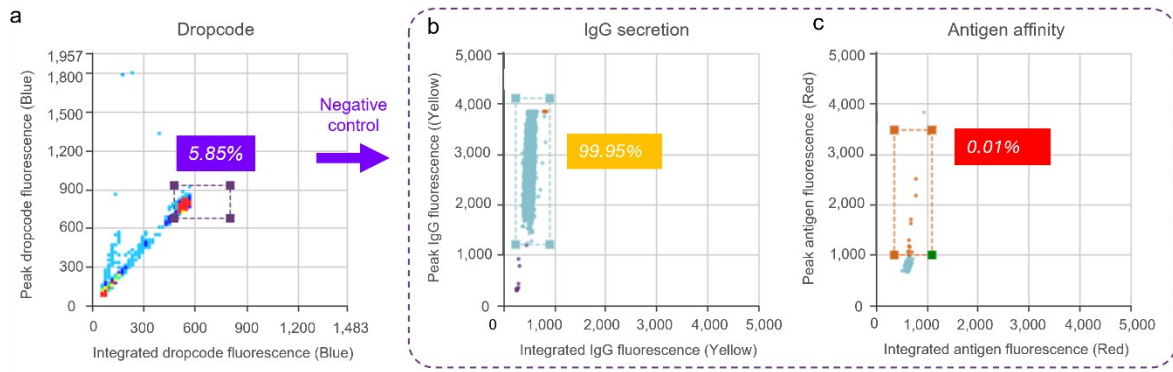 a
Dropcode
1,957
1,800
1,500
1,200
900
600
300
0
Peak dropcode fluorescence (Blue)
5.85%
0
300
600
900
1,200
1,483
Integrated dropcode fluorescence (Blue)
Negative
control
b
IgG secretion
5,000
4,000
3,000
2,000
1,000
0
Peak IgG fluorescence ((Yellow)
99.95%
0
1,000
2,000
3,000
4,000
5,000
Integrated IgG fluorescence (Yellow)
c
Antigen affinity
5,000
4,000
3,000
2,000
1,000
0
Peak antigen fluorescence (Red)
0.01%
0
1,000
2,000
3,000
4,000
5,000
Integrated antigen fluorescence (Red)